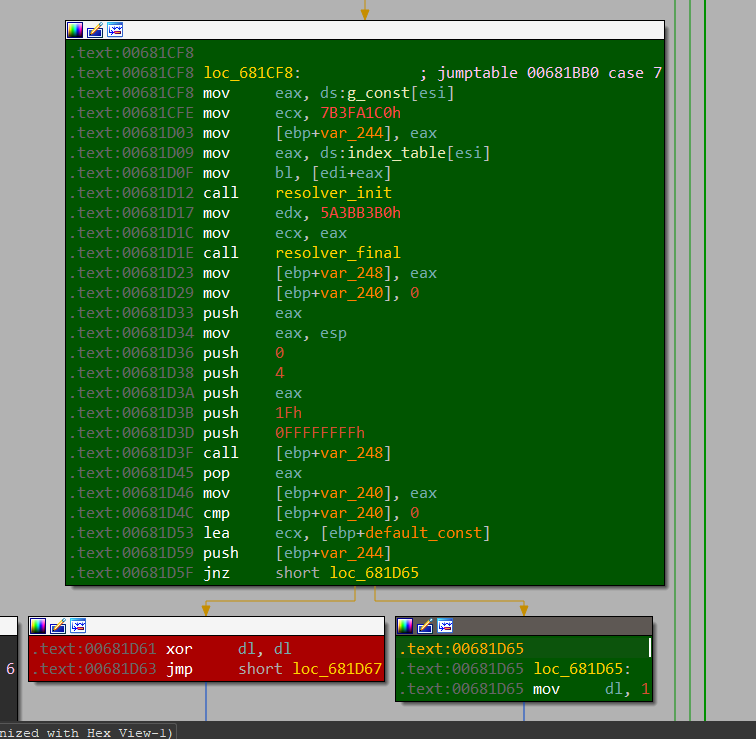 .text:00681CF8
.text:00681CF8 loc_681CF8: ; jumptable 00681BB0 case 7
.text:00681CF8 mov eax, ds:g_const[esi]
.text:00681CFE mov ecx, 7B3FA1C0h
.text:00681D03 mov [ebp+var_244], eax
.text:00681D09 mov eax, ds:index_table[esi]
.text:00681D0F mov bl, [edi+eax]
.text:00681D12 call resolver_init
.text:00681D17 mov edx, 5A3BB3B0h
.text:00681D1C mov ecx, eax
.text:00681D1E call resolver_final
.text:00681D23 mov [ebp+var_248], eax
.text:00681D29 mov [ebp+var_240], 0
.text:00681D33 push eax
.text:00681D34 mov eax, esp
.text:00681D36 push 0
.text:00681D38 push 4
.text:00681D3A push eax
.text:00681D3B push 1Fh
.text:00681D3D push 0FFFFFFFFh
.text:00681D3F call [ebp+var_248]
.text:00681D45 pop eax
.text:00681D46 mov [ebp+var_240], eax
.text:00681D4C cmp [ebp+var_240], 0
.text:00681D53 lea ecx, [ebp+default_const]
.text:00681D59 push [ebp+var_244]
.text:00681D5F jnz short loc_681D65
6
.text:00681D61 xor dl, dl
.text:00681D63 jmp short loc_681D67
.text:00681D65
.text:00681D65 loc_681D65:
.text:00681D65 mov dl, 1
nized with Hex View-1)